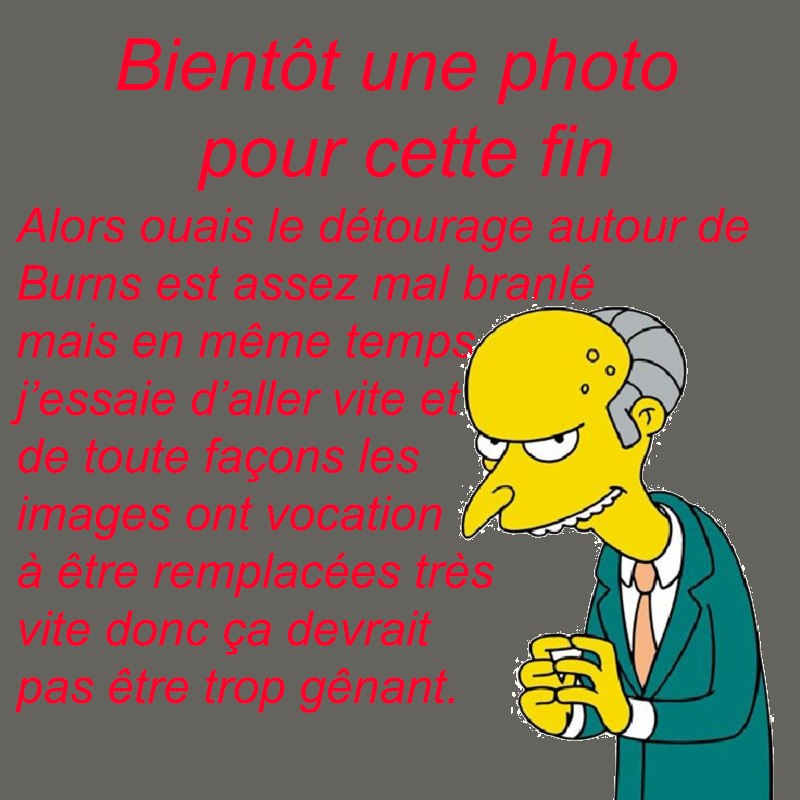 Bientôt une photo
pour cette fin
Alors ouais le détourage autour de
Burns est assez mal branlé
mais en même temps
j’essaie d’aller vite et
de toute façons les
images ont vocation
à être remplacées très
vite donc ça devrait
pas être trop gênant.